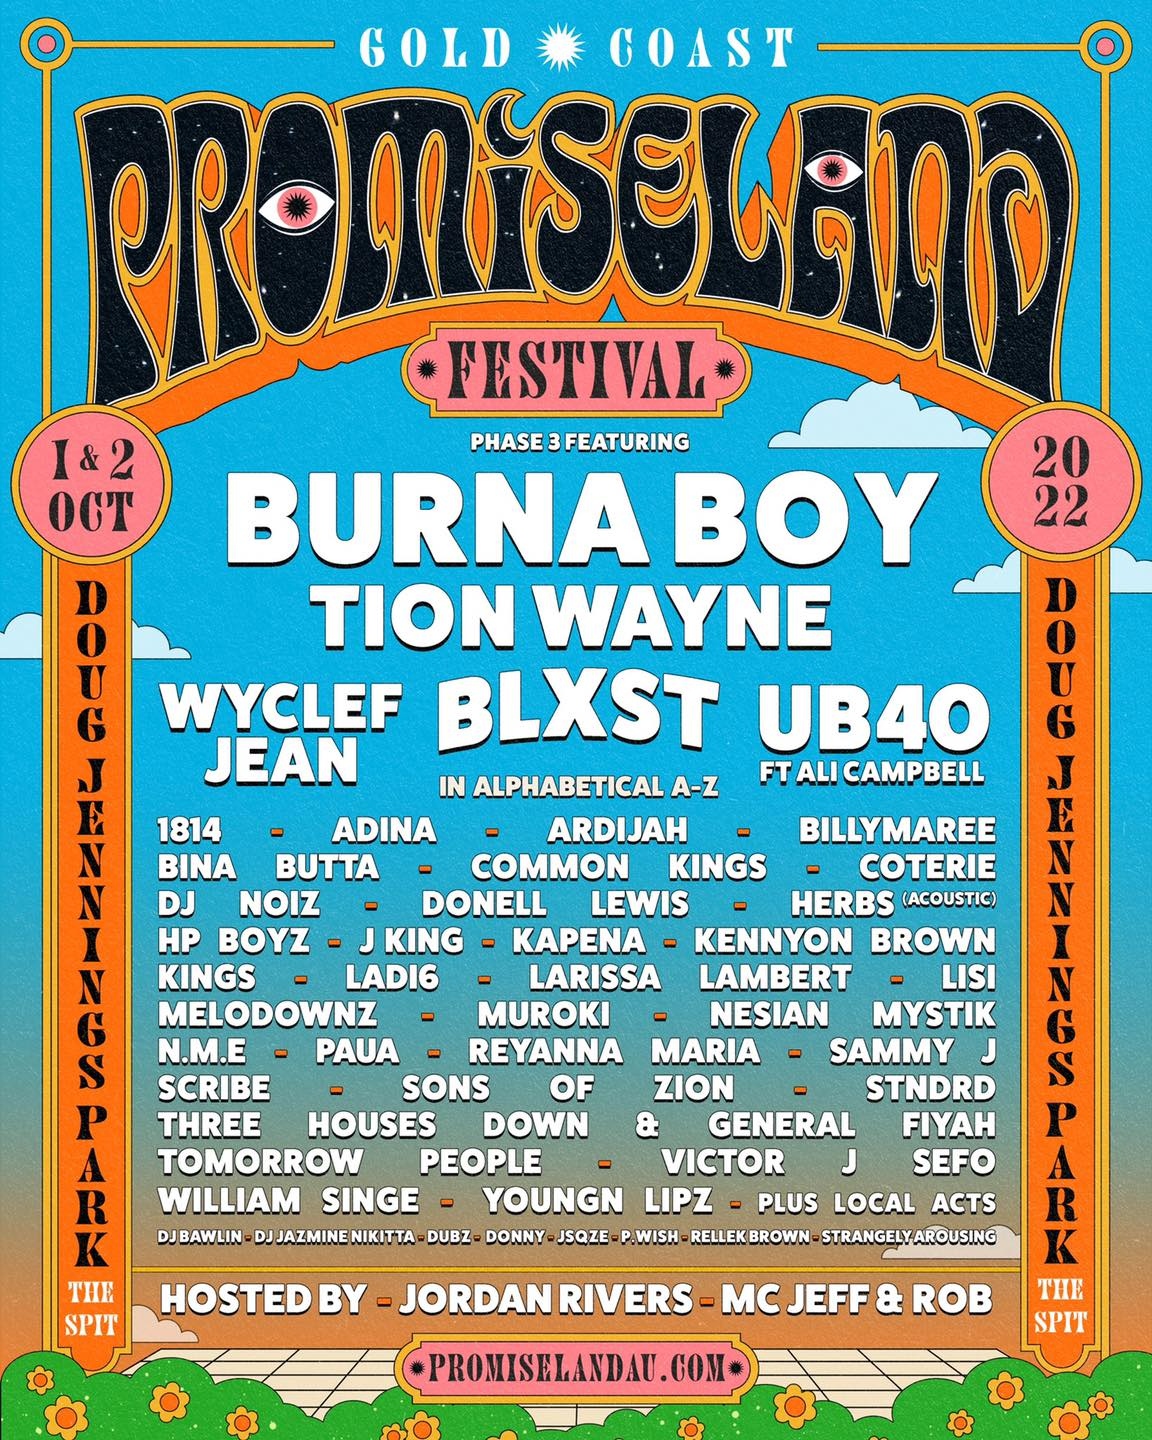 GOLD COAST
PROMISELAND
FESTIVAL
1 & 2
OCT
20
22
PHASE 3 FEATURING
BURNA BOY
TION WAYNE
WYCLEF
JEAN
BLXST
UB40
FT ALI CAMPBELL
IN ALPHABETICAL A-Z
1814 - ADINA - ARDIJAH - BILLYMAREE
BINA BUTTA - COMMON KINGS - COTERIE
DJ NOIZ - DONELL LEWIS - HERBS (ACOUSTIC)
HP BOYZ - J KING - KAPENA - KENNYON BROWN
KINGS - LADI6 - LARISSA LAMBERT - LISI
MELODOWNZ - MUROKI - NESIAN MYSTIK
N.M.E - PAUA - REYANNA MARIA - SAMMY J
SCRIBE - SONS OF ZION - STNDRD
THREE HOUSES DOWN & GENERAL FIYAH
TOMORROW PEOPLE - VICTOR J SEFO
WILLIAM SINGE - YOUNGN LIPZ - PLUS LOCAL ACTS
DJ BAWLIN - DJ JAZMINE NIKITTA - DUBZ - DONNY - JSQZE - P.WISH - RELLEK BROWN - STRANGELY AROUSING
HOSTED BY - JORDAN RIVERS - MC JEFF & ROB
DOUG JENNINGS PARK
THE
SPIT
DOUG JENNINGS PARK
THE
SPIT
PROMISELANDAU.COM